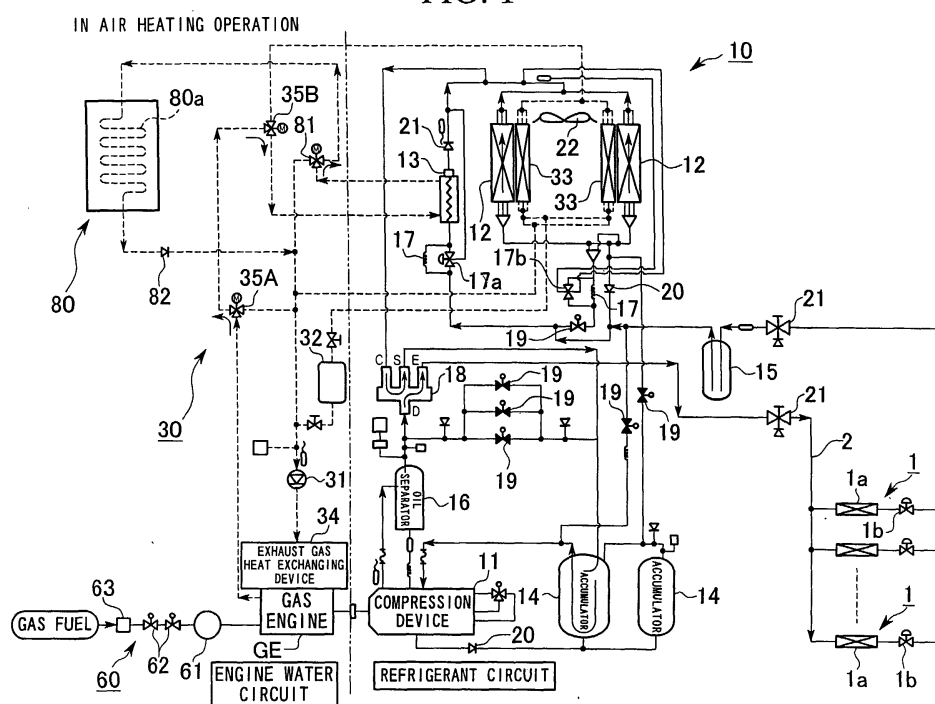 FIG. 1
IN AIR HEATING OPERATION
10
80a
35B
M
81
21
13
22
12
33
33
12
12
17
17a
17b
20
17
80
82
M
35A
19
21
15
32
C S E
18
D
19
19
19
19
19
21
2
30
31
OIL
SEPARATOR
16
1a
1
1b
34
EXHAUST GAS
HEAT EXCHANGING
DEVICE
11
14
ACCUMULATOR
ACCUMULATOR
14
63
GAS FUEL
GAS
ENGINE
COMPRESSION
DEVICE
1
60
62
61
GE
20
1a
1b
ENGINE WATER
CIRCUIT
REFRIGERANT CIRCUIT